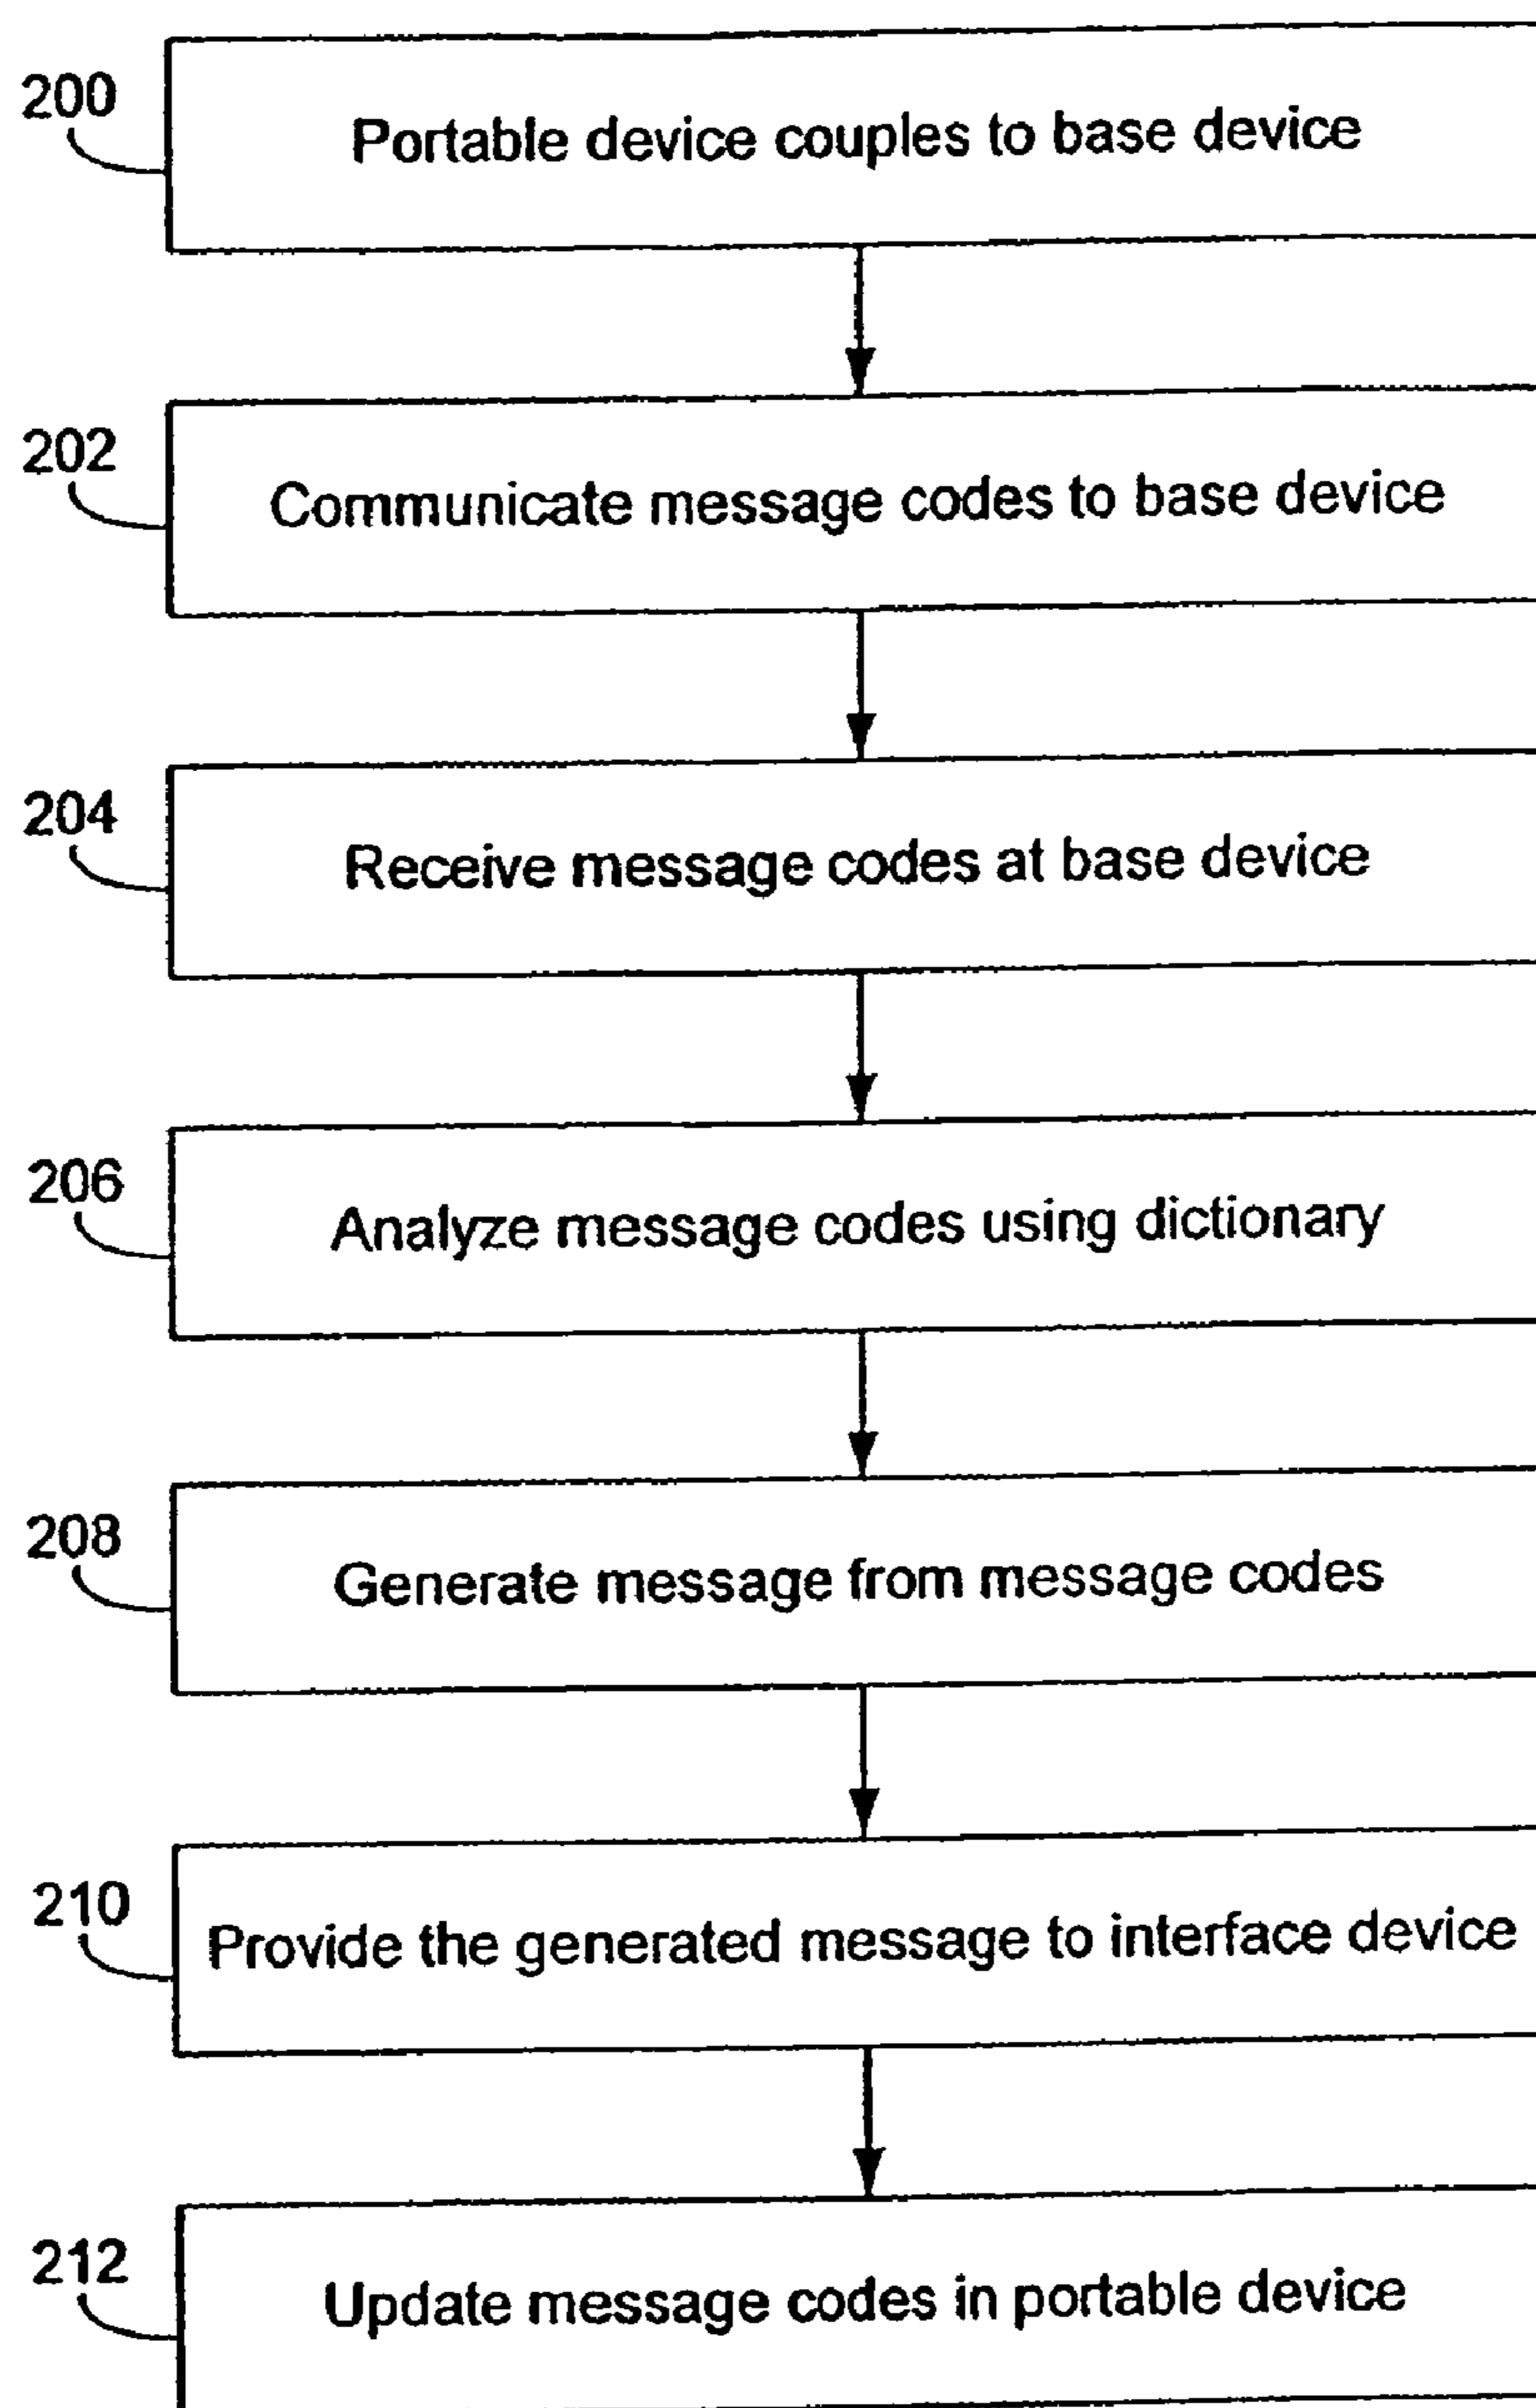 200
Portable device couples to base device
202
Communicate message codes to base device
204
Receive message codes at base device
206
Analyze message codes using dictionary
208
Generate message from message codes
210
Provide the generated message to interface device
212
Update message codes in portable device